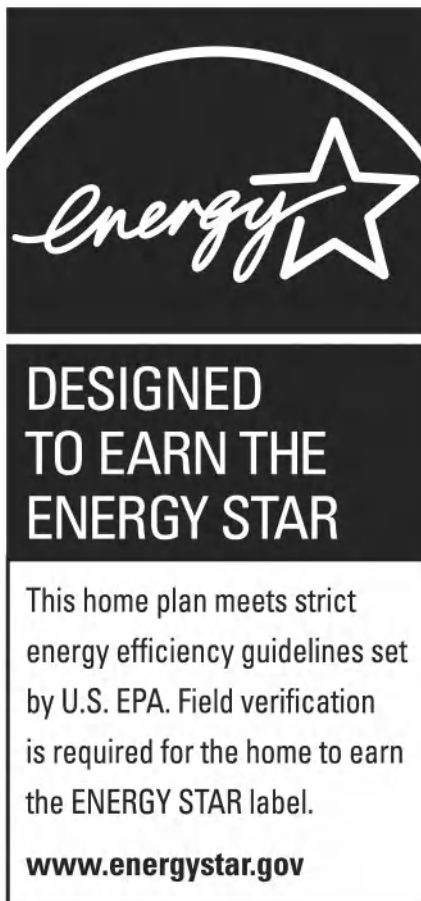 energy
DESIGNED
TO EARN THE
ENERGY STAR
This home plan meets strict
energy efficiency guidelines set
by U.S. EPA. Field verification
is required for the home to earn
the ENERGY STAR label.
www.energystar.gov